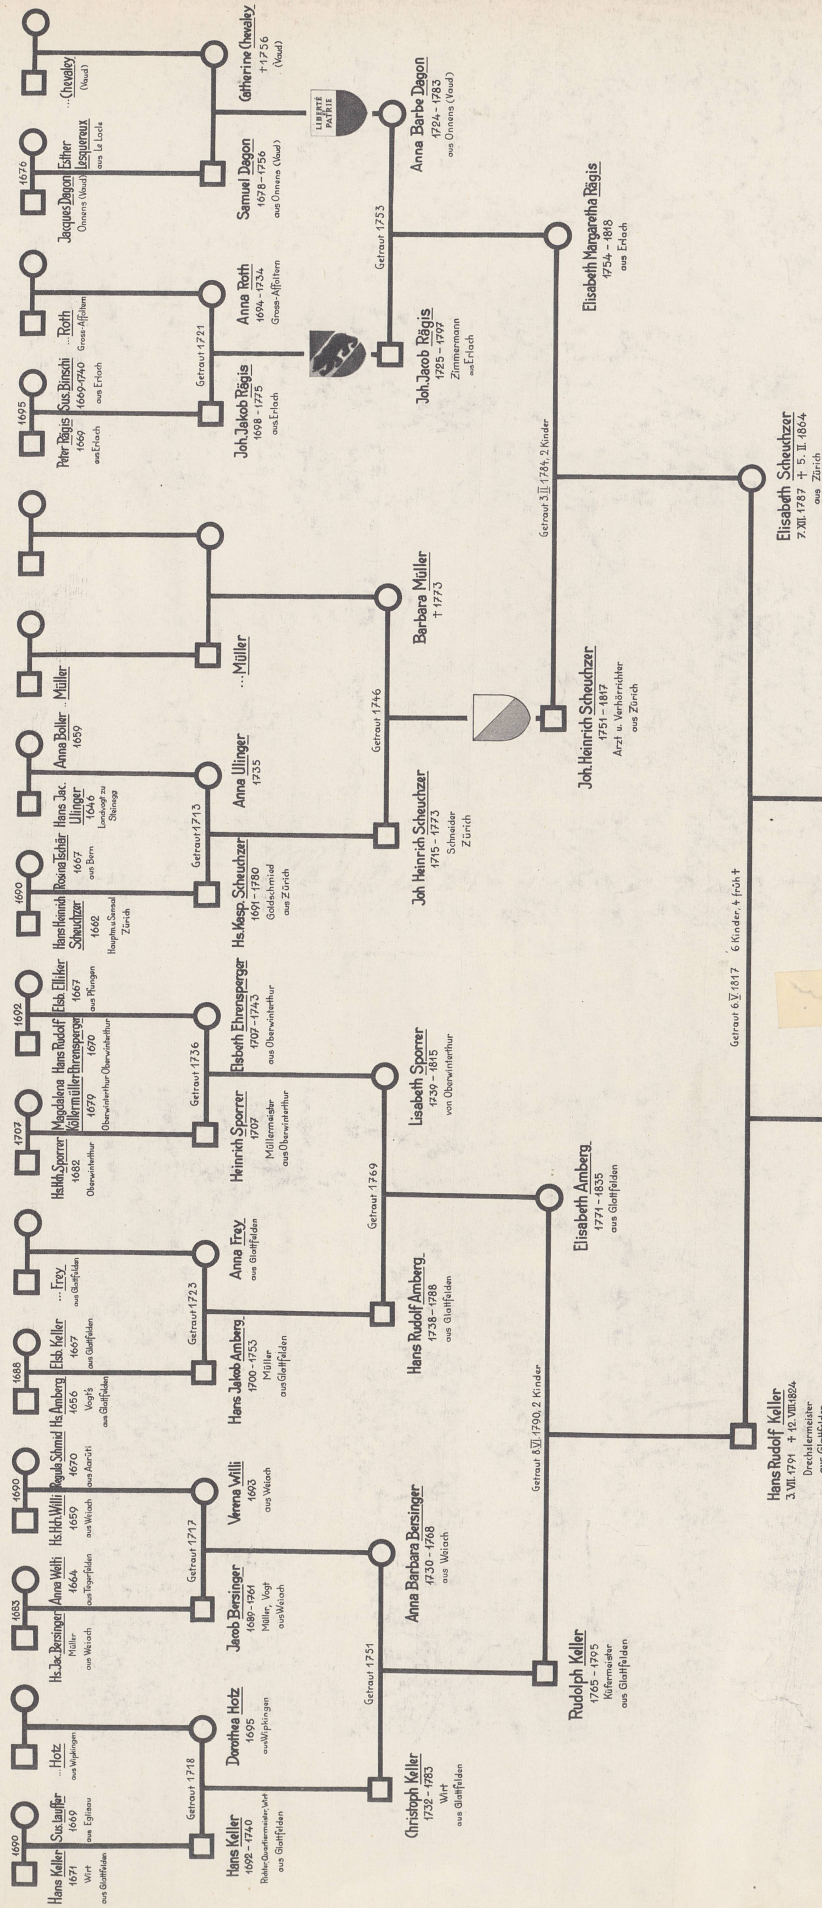 1690
Hans Keller
1671
Wirt
aus Glattfelden
Sus. Lauffer
1669
aus Eglisau
... Hotz
aus Wipkingen
1683
Hs. Jac. Bersinger
Müller
aus Weiach
Anna Welti
1664
aus Tegerfelden
1690
Hs. Hch. Willi
1659
aus Weiach
Regula Schmid
1670
aus Aarüti
1688
Hs. Amberg
1656
Vogt's
aus Glattfelden
Elsb. Keller
1667
aus Glattfelden
... Frey
aus Glattfelden
1707
Hs. Hch. Sporrer
1682
Oberwinterthur
Magdalena
Köllermüller
1679
Oberwinterthur
1692
Hans Rudolf
Ehrensperger
1670
Oberwinterthur
Elsb. Elliker
1667
aus Pfungen
1690
Hans Heinrich
Scheuchzer
1662
Hauptm. u. Sensal
Zürich
Rosina Tschär
1667
aus Bern
Hans Jac.
Ulinger
1646
Landvogt zu
Steinegg
Anna Boller
1659
.. Müller
1695
Peter Rägis
1669
aus Erlach
Sus. Binschi
1669-1740
aus Erlach
... Roth
Gross-Affoltern
1676
Jacques Dagon
Onnens (Vaud)
Esther
Lesquereux
aus Le Locle
... Chevaley
(Vaud)
Getraut 1718
Hans Keller
1692 - 1740
Richter, Quartiermeister, Wirt
aus Glattfelden
Dorothea Hotz
1695
aus Wipkingen
Getraut 1717
Jacob Bersinger
1689-1761
Müller, Vogt
aus Weiach
Verena Willi
1693
aus Weiach
Getraut 1723
Hans Jakob Amberg
1700-1753
Müller
aus Glattfelden
Anna Frey
aus Glattfelden
Getraut 1736
Heinrich Sporrer
1707
Müllermeister
aus Oberwinterthur
Elsbeth Ehrensperger
1707-1743
aus Oberwinterthur
Getraut 1713
Hs. Kasp. Scheuchzer
1691-1780
Goldschmied
aus Zürich
Anna Ulinger
1735
... Müller
Getraut 1721
Joh. Jakob Rägis
1698 - 1775
aus Erlach
Anna Roth
1694-1734
Gross-Affoltern
Samuel Dagon
1678-1756
aus Onnens (Vaud)
Catherine Chevaley
† 1756
(Vaud)
LIBERTÉ
ET
PATRIE
Getraut 1751
Christoph Keller
1732 - 1783
Wirt
aus Glattfelden
Anna Barbara Bersinger
1730 - 1768
aus Weiach
Getraut 1769
Hans Rudolf Amberg
1738-1788
aus Glattfelden
Lisabeth Sporrer
1739 - 1815
von Oberwinterthur
Getraut 1746
Joh Heinrich Scheuchzer
1715 - 1773
Schneider
Zürich
Barbara Müller
† 1773
Getraut 1753
Joh. Jacob Rägis
1725 - 1797
Zimmermann
aus Erlach
Anna Barbe Dagon
1724 - 1783
aus Onnens (Vaud)
Getraut 8.VI.1790, 2 Kinder
Rudolph Keller
1765 - 1795
Küfermeister
aus Glattfelden
Elisabeth Amberg
1771 - 1835
aus Glattfelden
Getraut 3.II.1784, 2 Kinder
Joh. Heinrich Scheuchzer
1751 - 1817
Arzt u. Verhörrichter
aus Zürich
Elisabeth Margaretha Rägis
1754 - 1818
aus Erlach
Getraut 6.V.1817 6 Kinder, 4 früh †
Hans Rudolf Keller
3.VII.1791 † 12.VIII.1824
Drechslermeister
aus Glattfelden
Elisabeth Scheuchzer
7.XII.1787 † 5.II.1864
aus Zürich